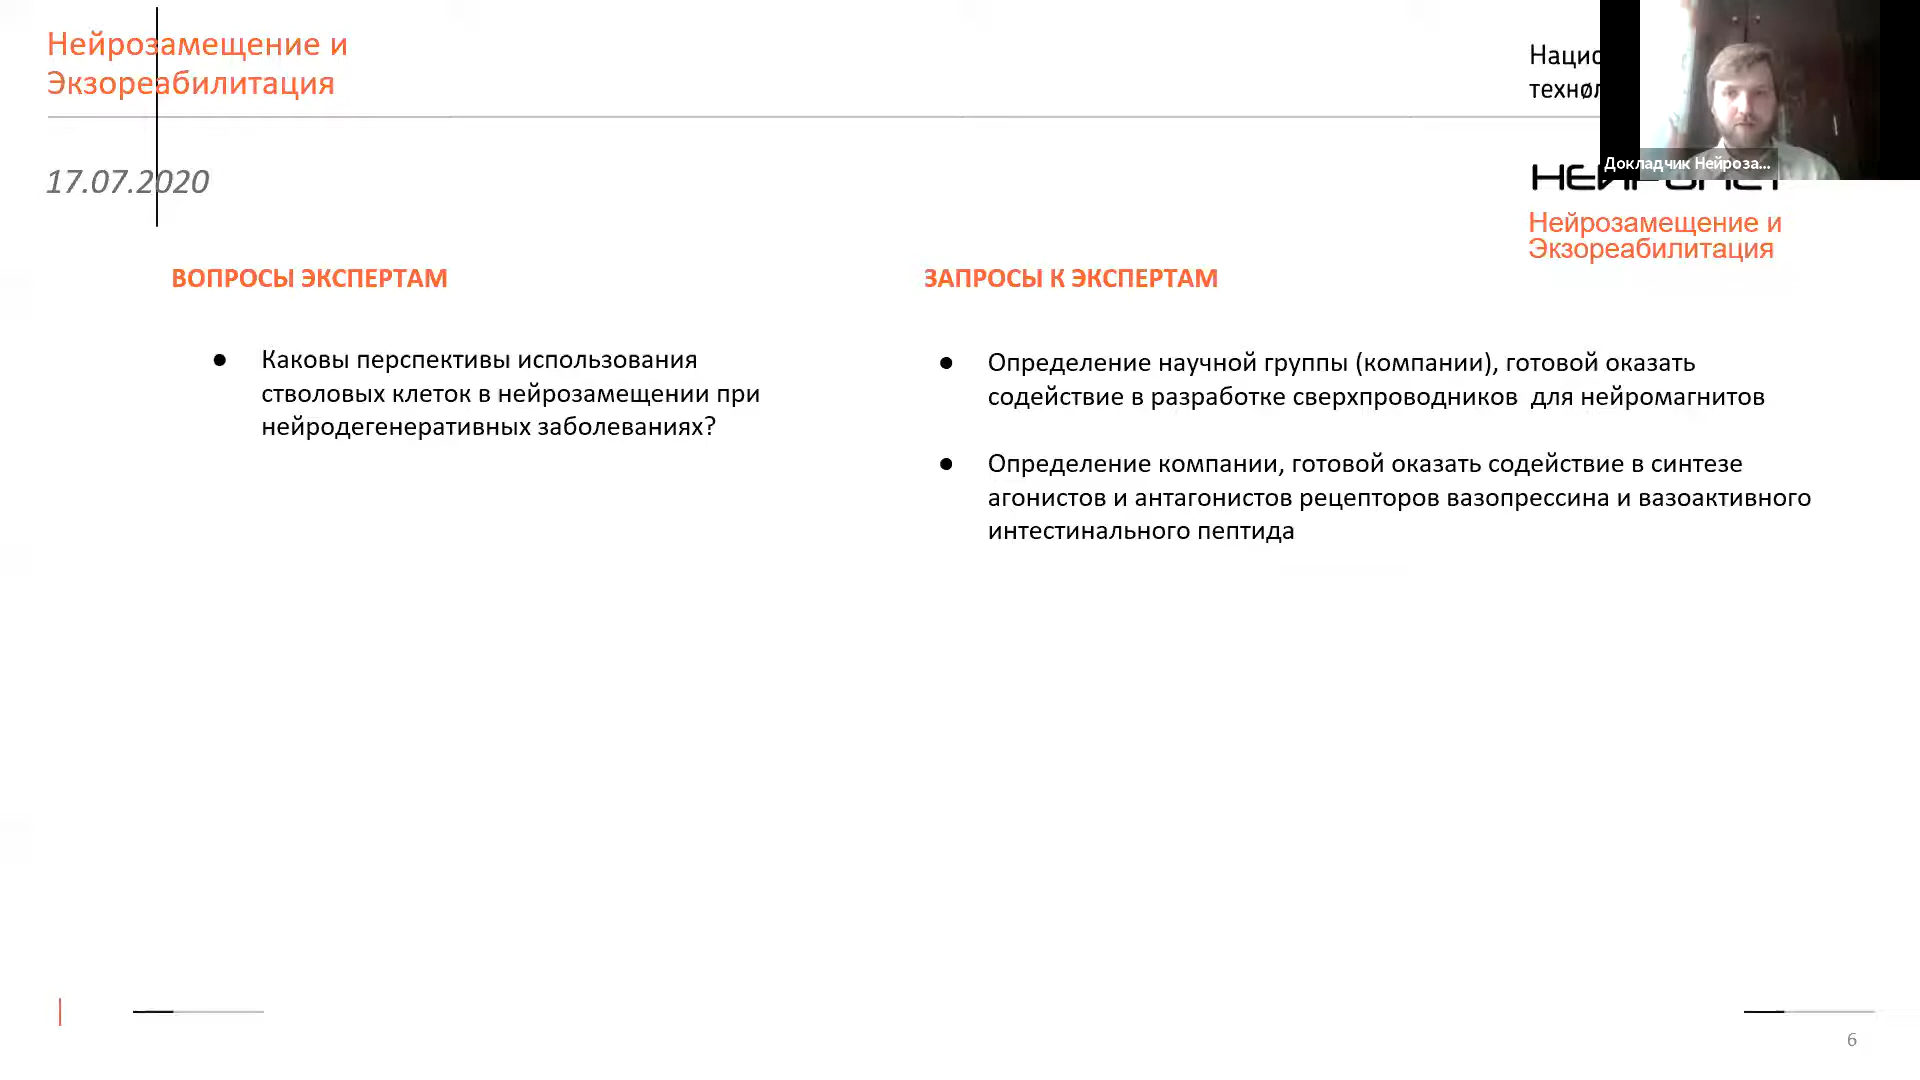 Нейрозамещение и
Экзореабилитация
17.07.2020
Докладчик Нейроза...
Нейрозамещение и
Экзореабилитация
ВОПРОСЫ ЭКСПЕРТАМ
● Каковы перспективы использования
стволовых клеток в нейрозамещении при
нейродегенеративных заболеваниях?
ЗАПРОСЫ К ЭКСПЕРТАМ
● Определение научной группы (компании), готовой оказать
содействие в разработке сверхпроводников для нейромагнитов
● Определение компании, готовой оказать содействие в синтезе
агонистов и антагонистов рецепторов вазопрессина и вазоактивного
интестинального пептида
6